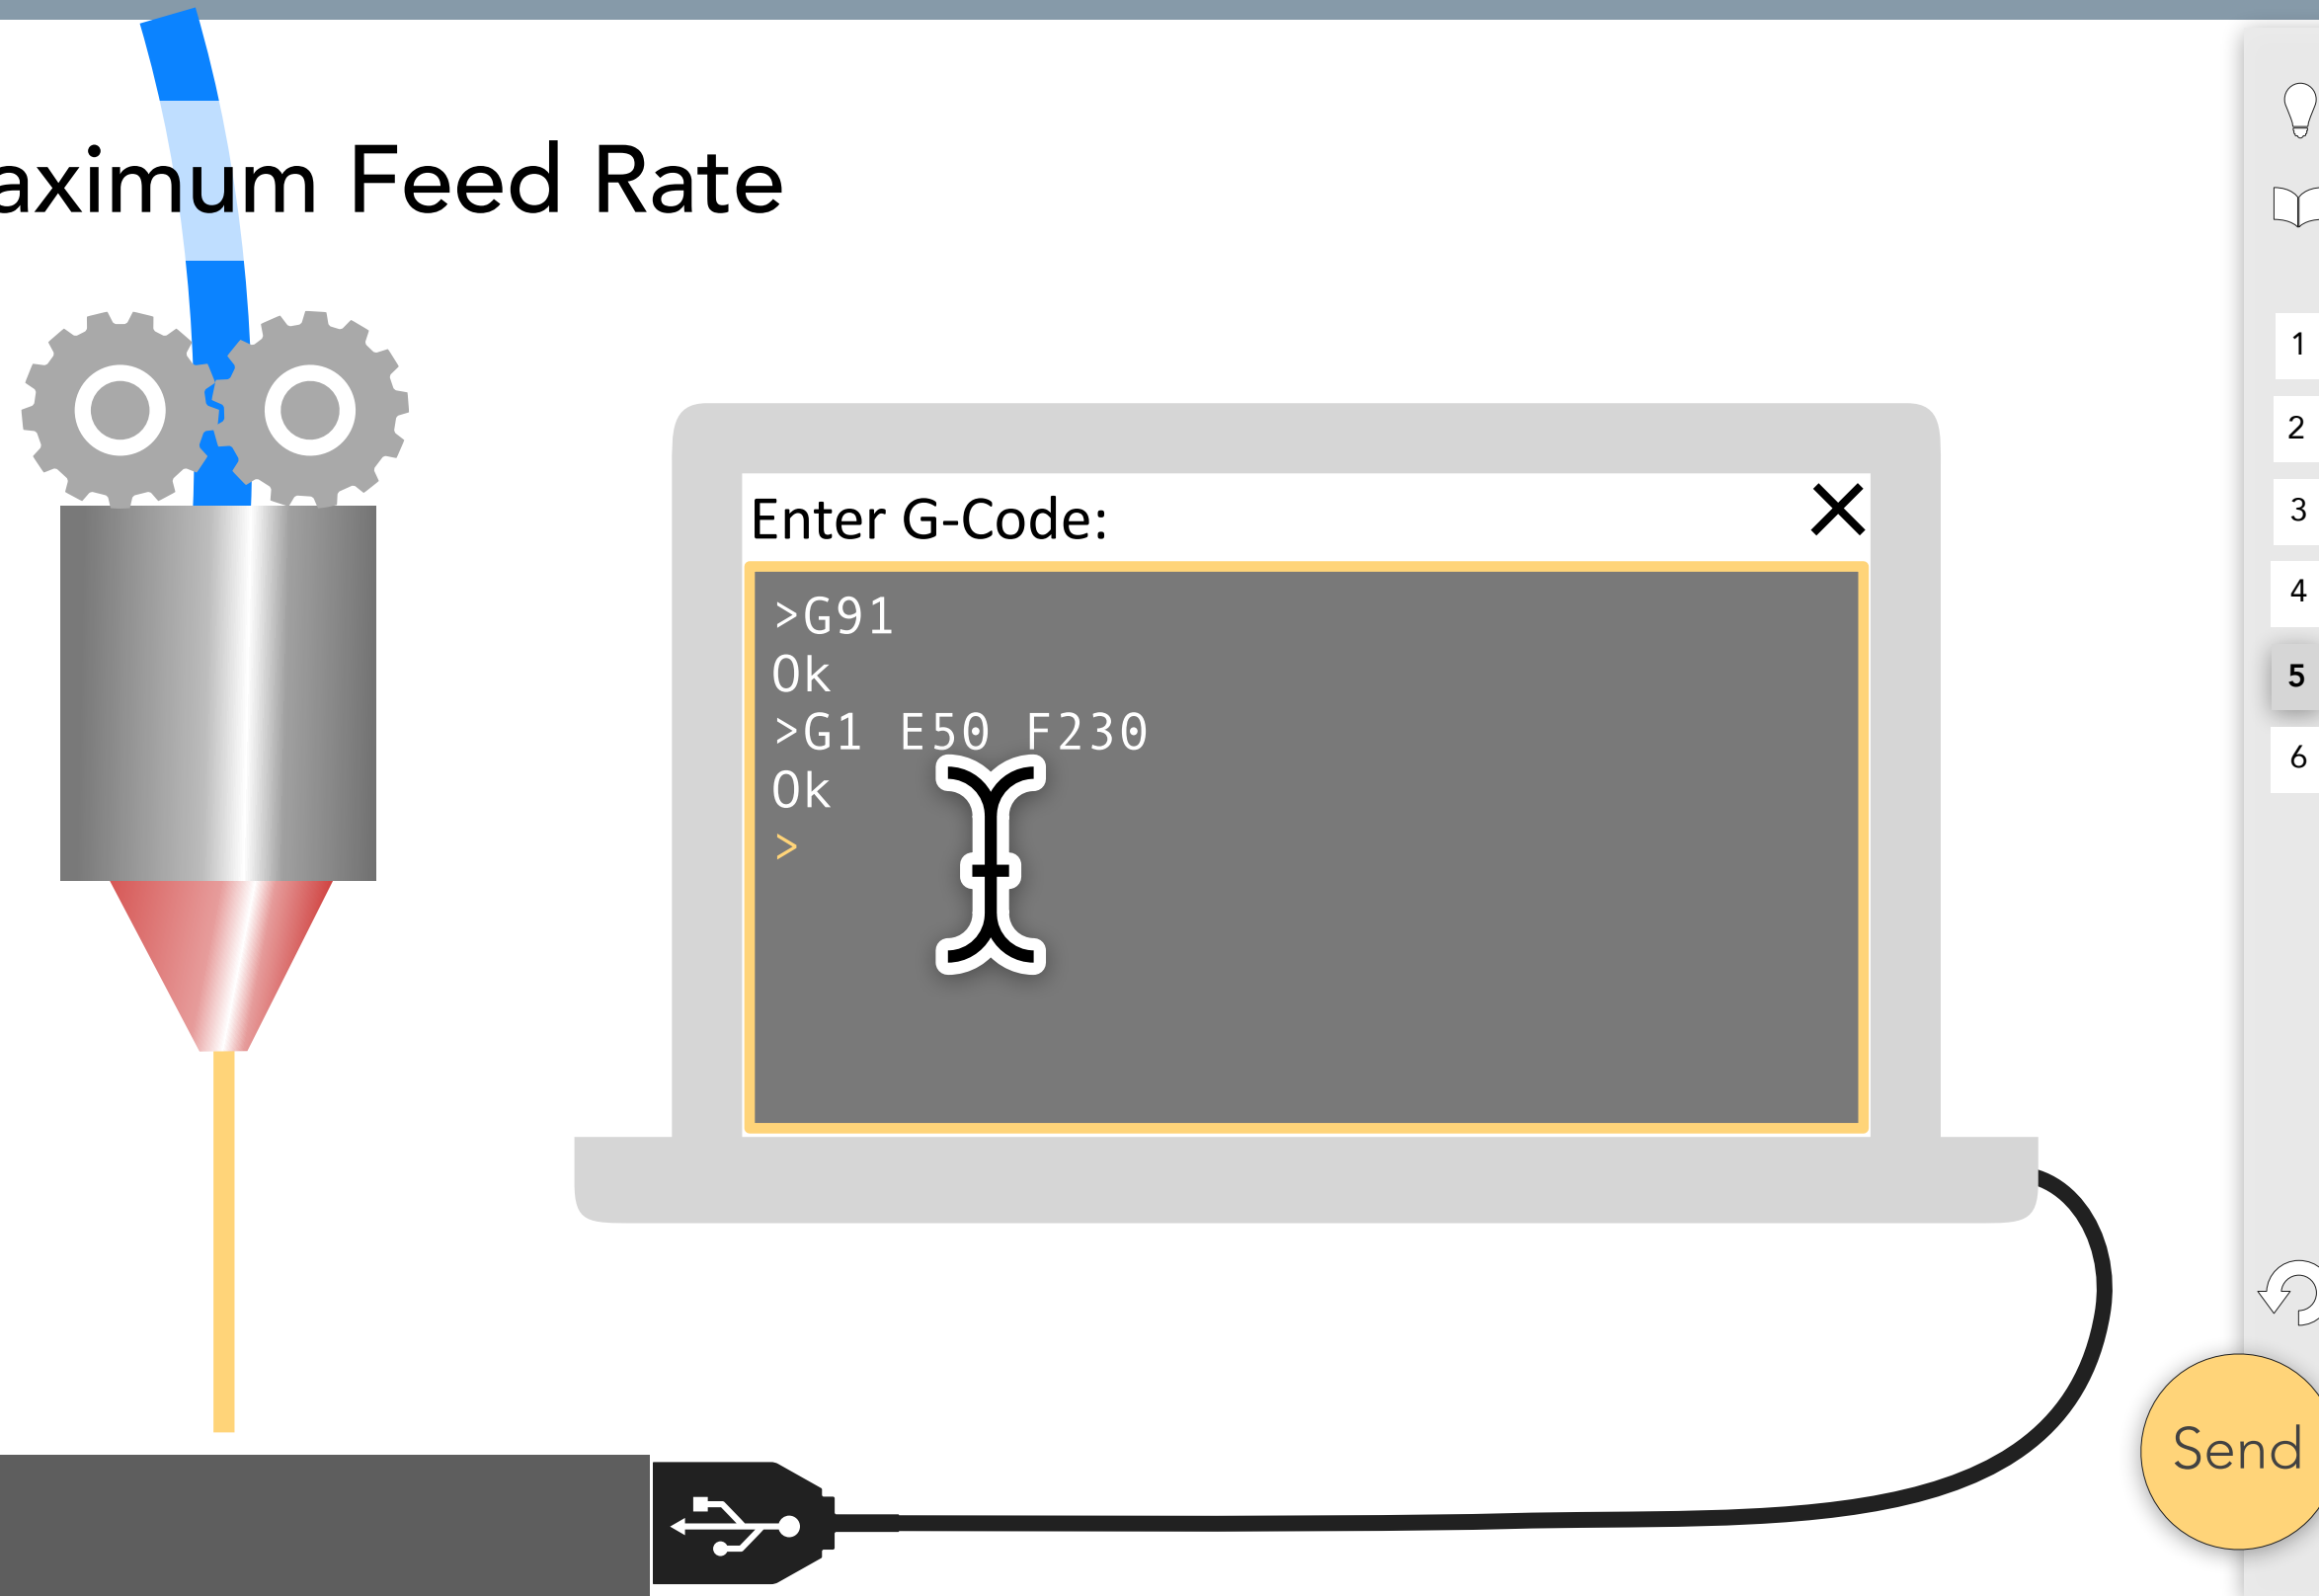 aximum Feed Rate
Enter G-Code:
>G91
Ok
>G1 E50 F230
Ok
>
1
2
3
4
5
6
Send